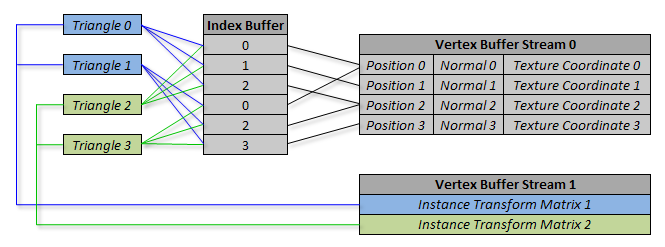 Triangle 0
Triangle 1
Triangle 2
Triangle 3
Index Buffer
0
1
2
0
2
3
Vertex Buffer Stream 0
Position 0 Normal 0 Texture Coordinate 0
Position 1 Normal 1 Texture Coordinate 1
Position 2 Normal 2 Texture Coordinate 2
Position 3 Normal 3 Texture Coordinate 3
Vertex Buffer Stream 1
Instance Transform Matrix 1
Instance Transform Matrix 2